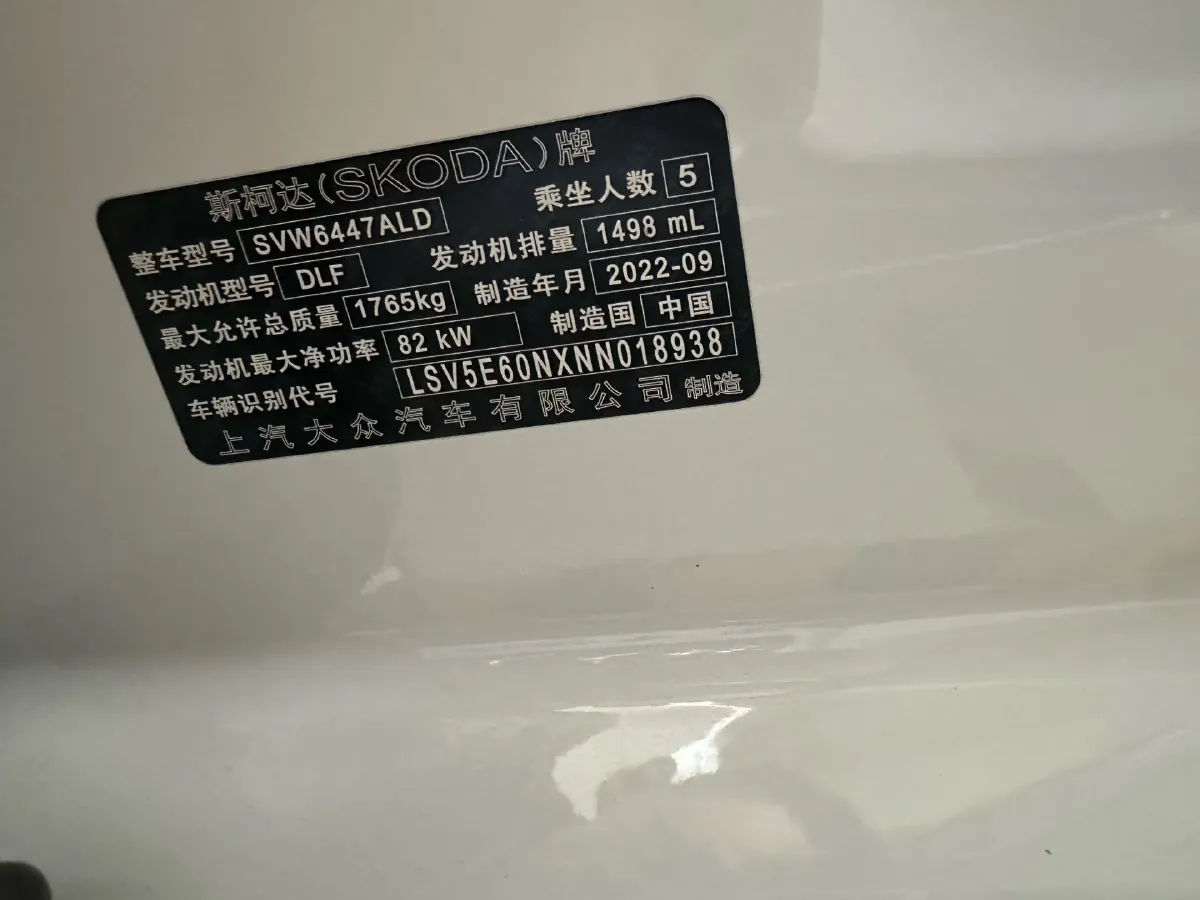 斯柯达(SKODA)牌
整车型号 SVW6447ALD 乘坐人数 5
发动机型号 DLF 发动机排量 1498 mL
最大允许总质量 1765kg 制造年月 2022-09
发动机最大净功率 82 kW 制造国 中国
车辆识别代号 LSV5E60NXNN018938
上汽大众汽车有限公司 制造